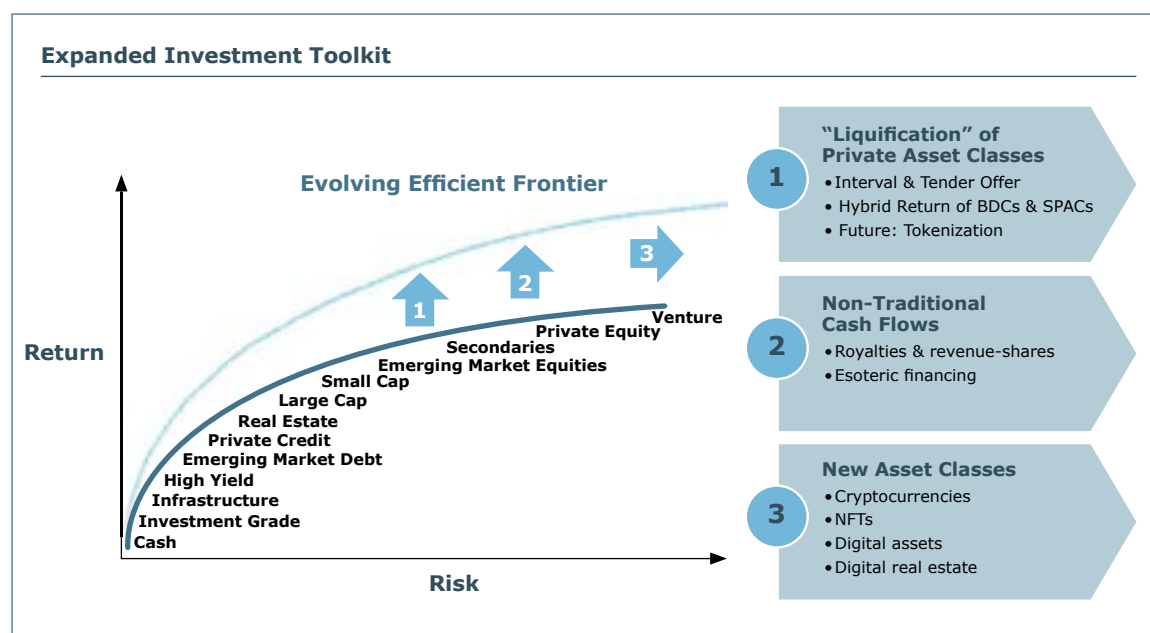 Expanded Investment Toolkit
Evolving Efficient Frontier
Return
Risk
1
2
3
Venture
Private Equity
Secondaries
Emerging Market Equities
Small Cap
Large Cap
Real Estate
Private Credit
Emerging Market Debt
High Yield
Infrastructure
Investment Grade
Cash
1
“Liquification” of
Private Asset Classes
•Interval & Tender Offer
•Hybrid Return of BDCs & SPACs
•Future: Tokenization
2
Non-Traditional
Cash Flows
•Royalties & revenue-shares
•Esoteric financing
3
New Asset Classes
•Cryptocurrencies
•NFTs
•Digital assets
•Digital real estate